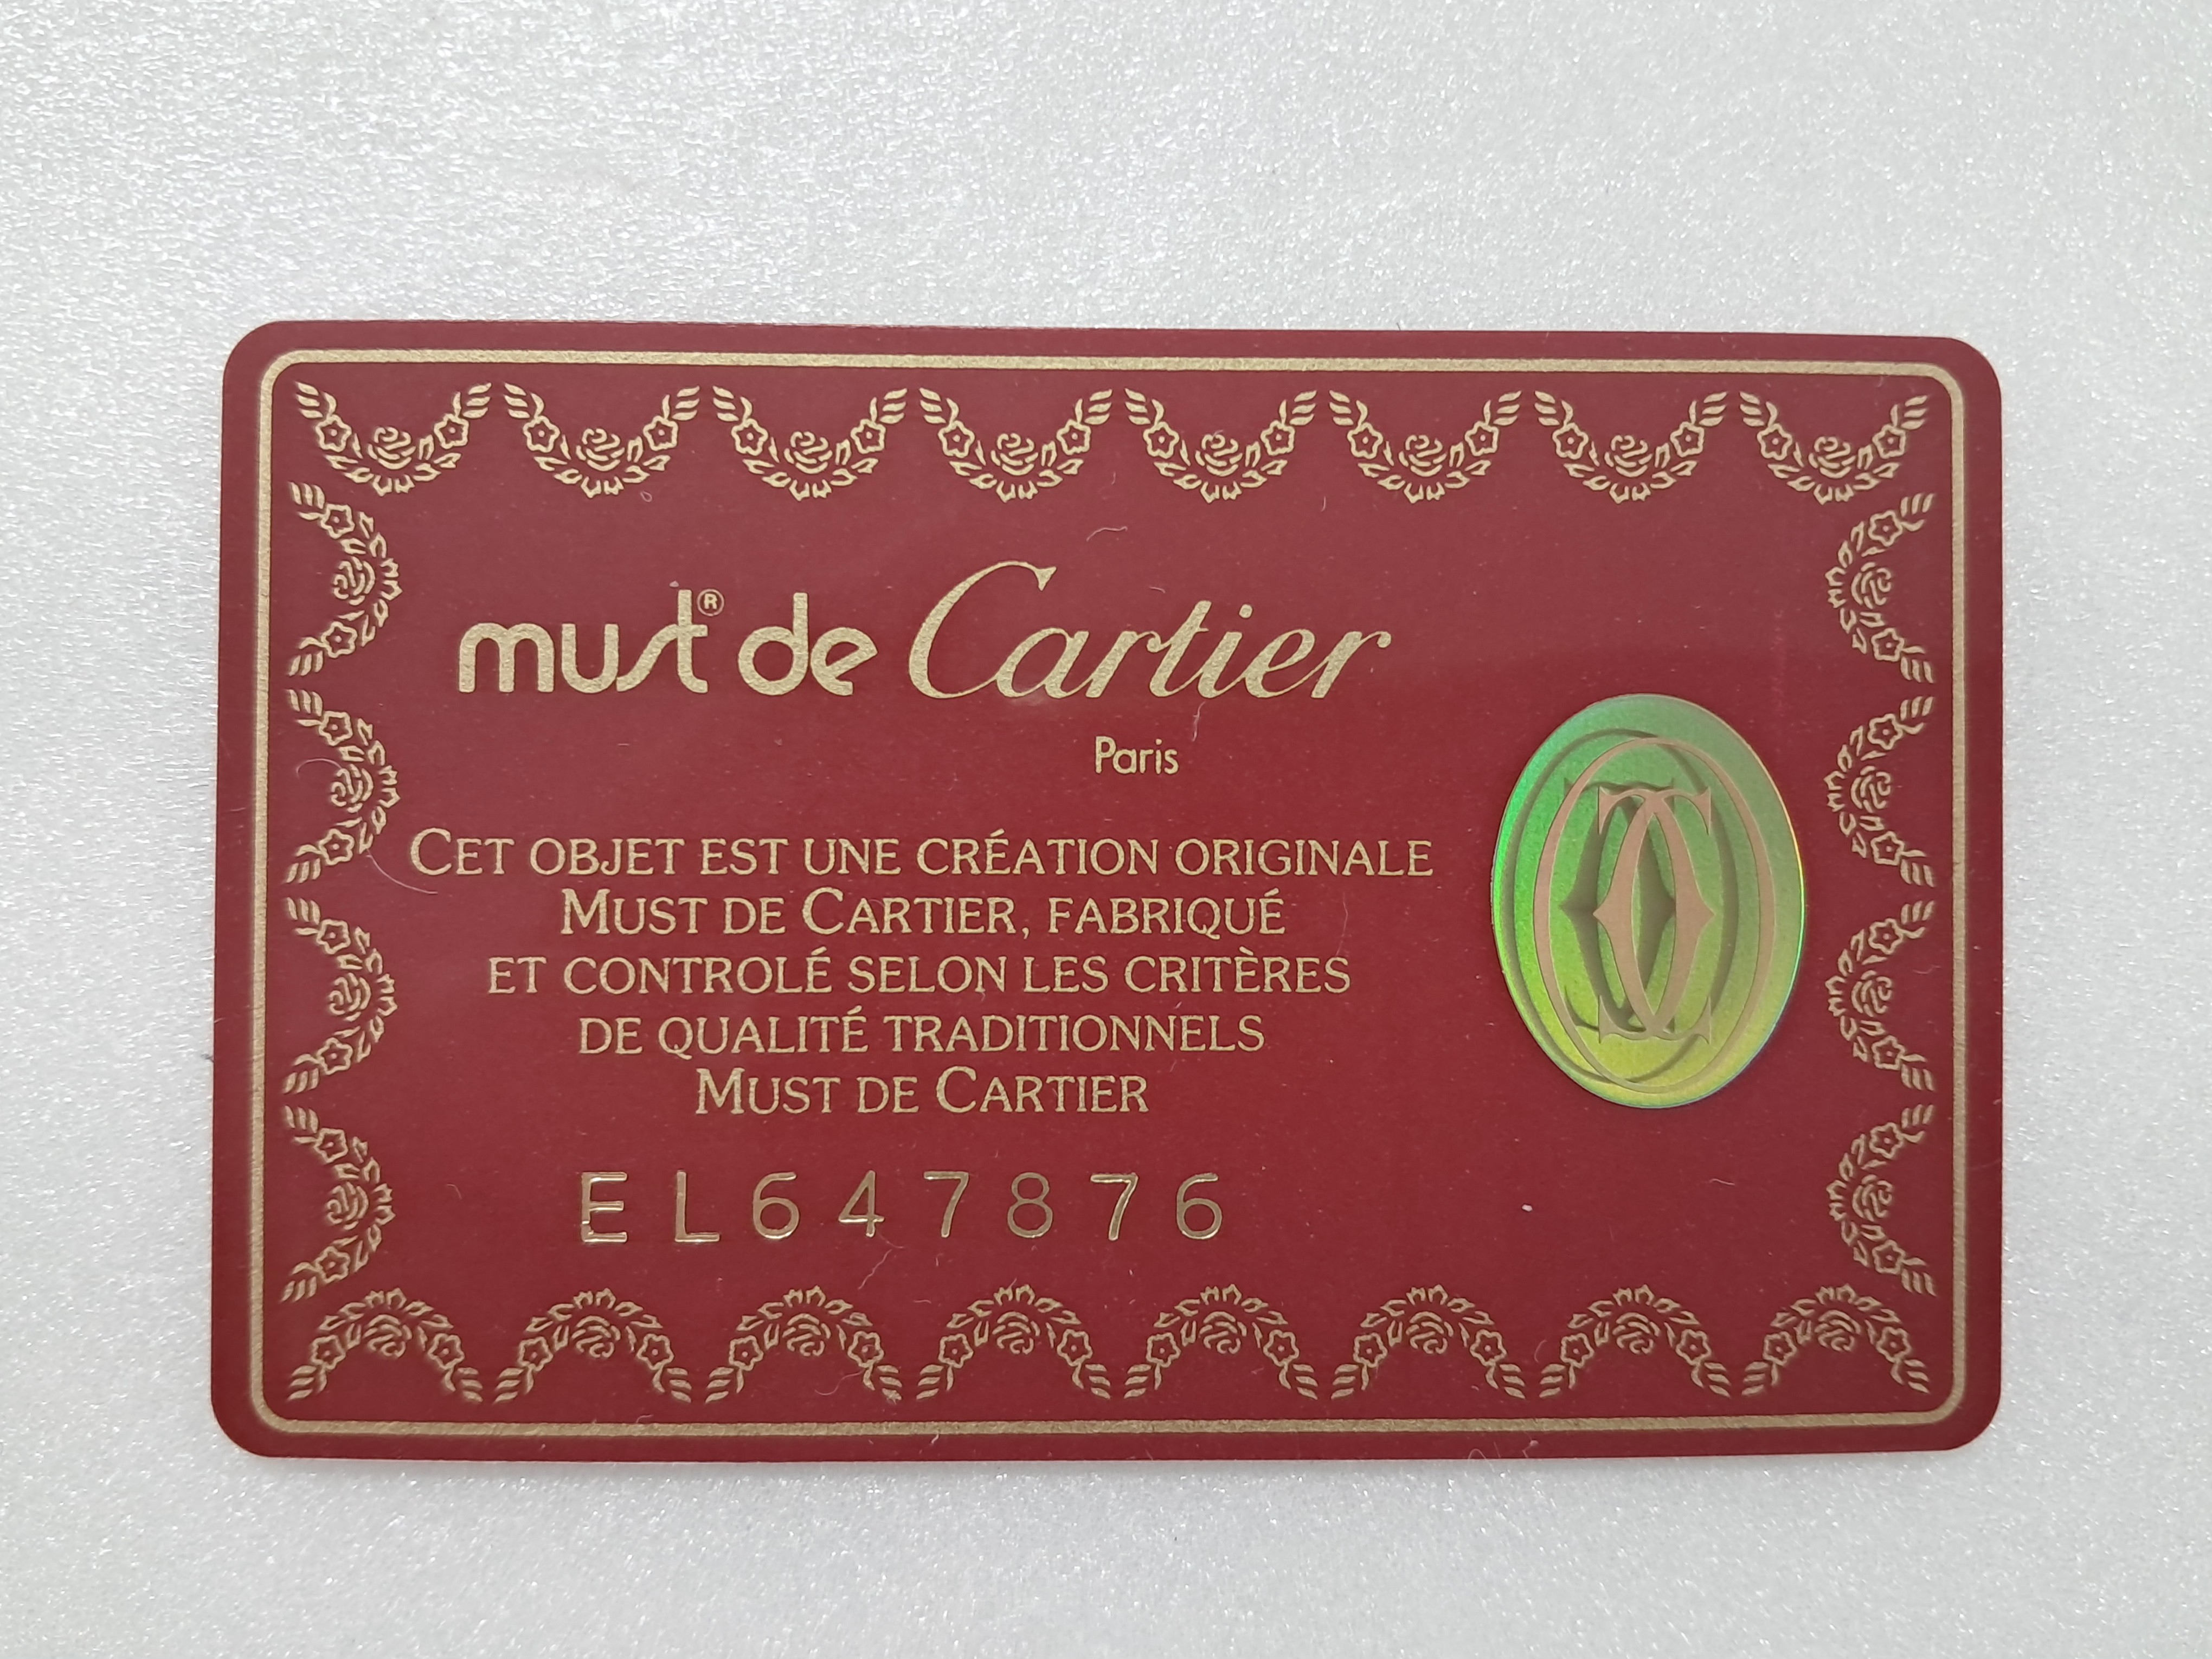 must® de Cartier
Paris
CET OBJET EST UNE CRÉATION ORIGINALE
MUST DE CARTIER, FABRIQUÉ
ET CONTROLÉ SELON LES CRITÈRES
DE QUALITÉ TRADITIONNELS
MUST DE CARTIER
EL647876